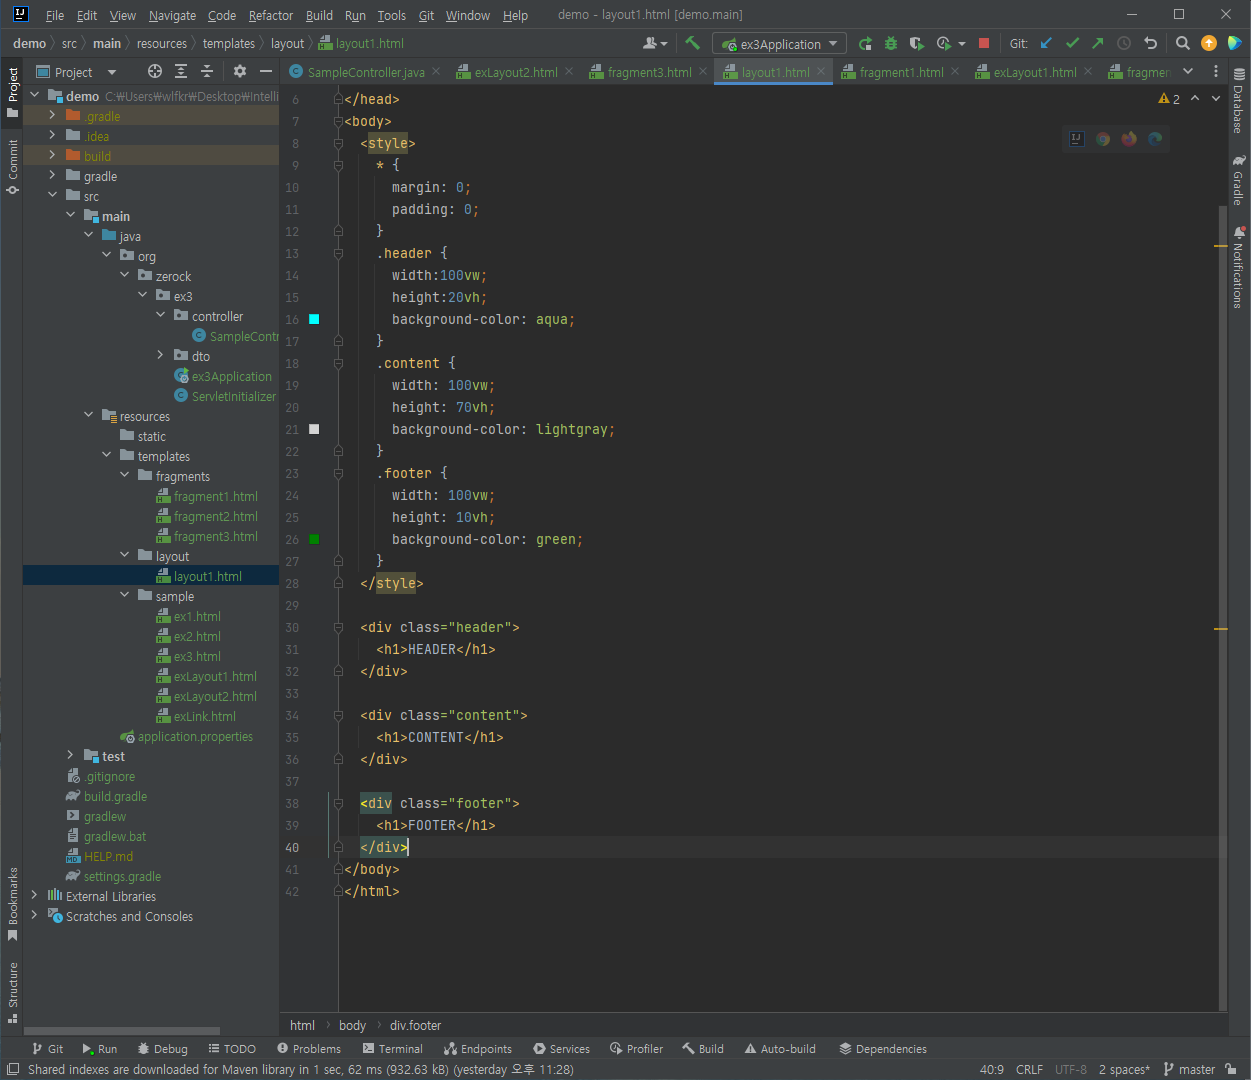 File Edit View Navigate Code Refactor Build Run Tools Git Window Help demo - layout1.html [demo.main]
demo src main resources templates layout layout1.html ex3Application Git:
Project SampleController.java exLayout2.html fragment3.html layout1.html fragment1.html exLayout1.html fragmen
Project
Commit
Bookmarks
Structure
demo C:₩Users₩wlfkr₩Desktop₩Intelli
.gradle
.idea
build
gradle
src
main
java
org
zerock
ex3
controller
SampleContr
dto
ex3Application
ServletInitializer
resources
static
templates
fragments
fragment1.html
fragment2.html
fragment3.html
layout
layout1.html
sample
ex1.html
ex2.html
ex3.html
exLayout1.html
exLayout2.html
exLink.html
application.properties
test
.gitignore
build.gradle
gradlew
gradlew.bat
HELP.md
settings.gradle
External Libraries
Scratches and Consoles
2
6 </head>
7 <body>
8 <style>
9 * {
10 margin: 0;
11 padding: 0;
12 }
13 .header {
14 width:100vw;
15 height:20vh;
16 background-color: aqua;
17 }
18 .content {
19 width: 100vw;
20 height: 70vh;
21 background-color: lightgray;
22 }
23 .footer {
24 width: 100vw;
25 height: 10vh;
26 background-color: green;
27 }
28 </style>
29
30 <div class="header">
31 <h1>HEADER</h1>
32 </div>
33
34 <div class="content">
35 <h1>CONTENT</h1>
36 </div>
37
38 <div class="footer">
39 <h1>FOOTER</h1>
40 </div>
41 </body>
42 </html>
Database
Gradle
Notifications
html body div.footer
Git Run Debug TODO Problems Terminal Endpoints Services Profiler Build Auto-build Dependencies
Shared indexes are downloaded for Maven library in 1 sec, 62 ms (932.63 kB) (yesterday 오후 11:28) 40:9 CRLF UTF-8 2 spaces* master